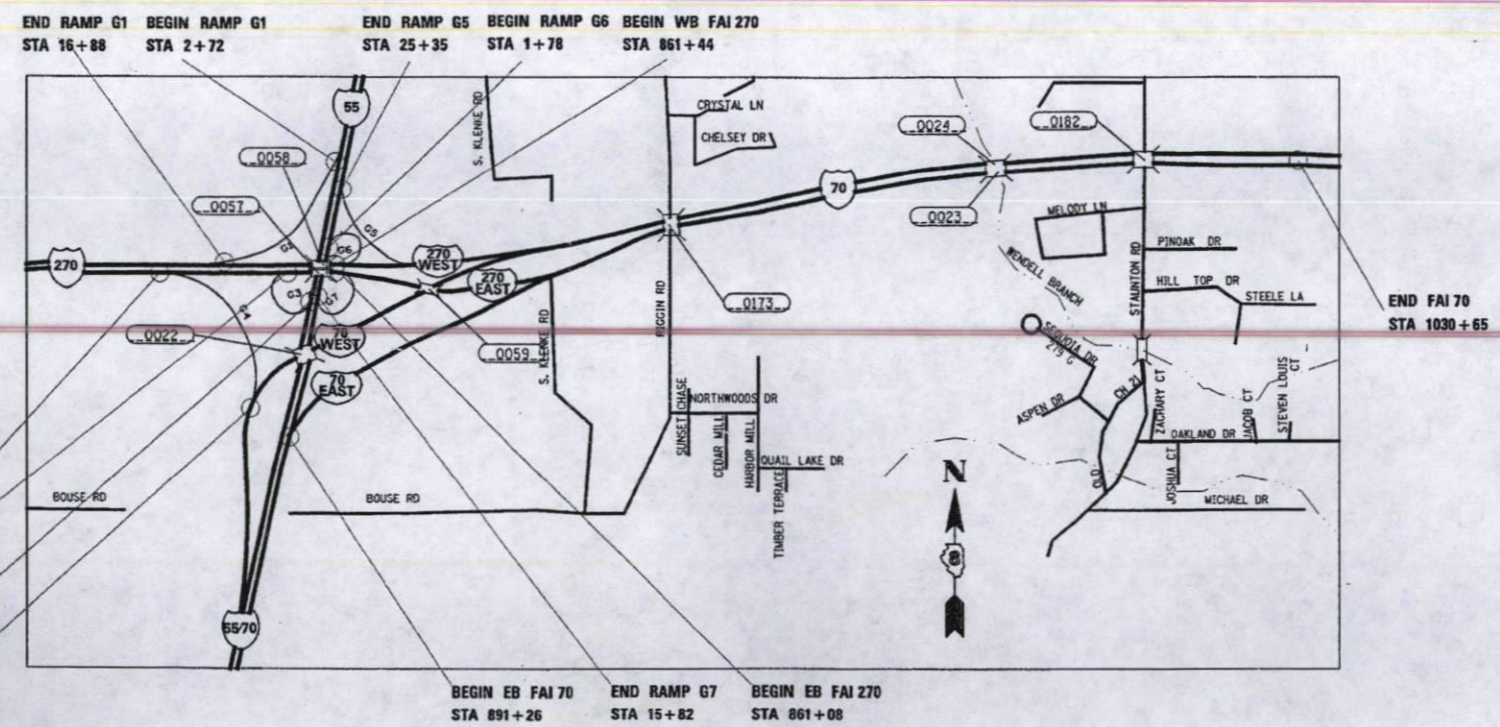 END RAMP G1 BEGIN RAMP G1 END RAMP G5 BEGIN RAMP G6 BEGIN WB FAI 270
STA 16+88 STA 2+72 STA 25+35 STA 1+78 STA 861+44
55
S. KLENKE RD
CRYSTAL LN
CHELSEY DR
0024
0182
0058
0057
70
0023
MELODY LN
G5
G6
270
270
WEST
270
EAST
PINOAK DR
WENDELL BRANCH
STAUNTON RD
HILL TOP DR
STEELE LA
G3
G7
G4
0173
RIGGIN RD
END FAI 70
STA 1030+65
0022
70
WEST
0059
S. KLENKE RD
SEQUOIA DR
279 G
70
EAST
SUNSET CHASE
NORTHWOODS DR
ASPEN DR
CH 21
ZACHARY CT
JACOB CT
STEVEN LOUIS
CT
OAKLAND DR
CEDAR MILL
HARBOR MILL
QUAIL LAKE DR
TIMBER TERRACE
OLD
JOSHUA CT
MICHAEL DR
BOUSE RD
BOUSE RD
N
55/70
BEGIN EB FAI 70 END RAMP G7 BEGIN EB FAI 270
STA 891+26 STA 15+82 STA 861+08